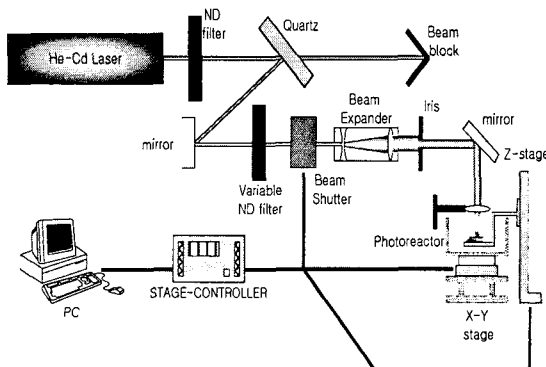 ND
filter
Quartz
Beam
block
He-Cd Laser
Beam
Expander
Iris
mirror
mirror
Z-stage
Variable
ND filter
Beam
Shutter
Photoreactor
STAGE-CONTROLLER
PC
X-Y
stage